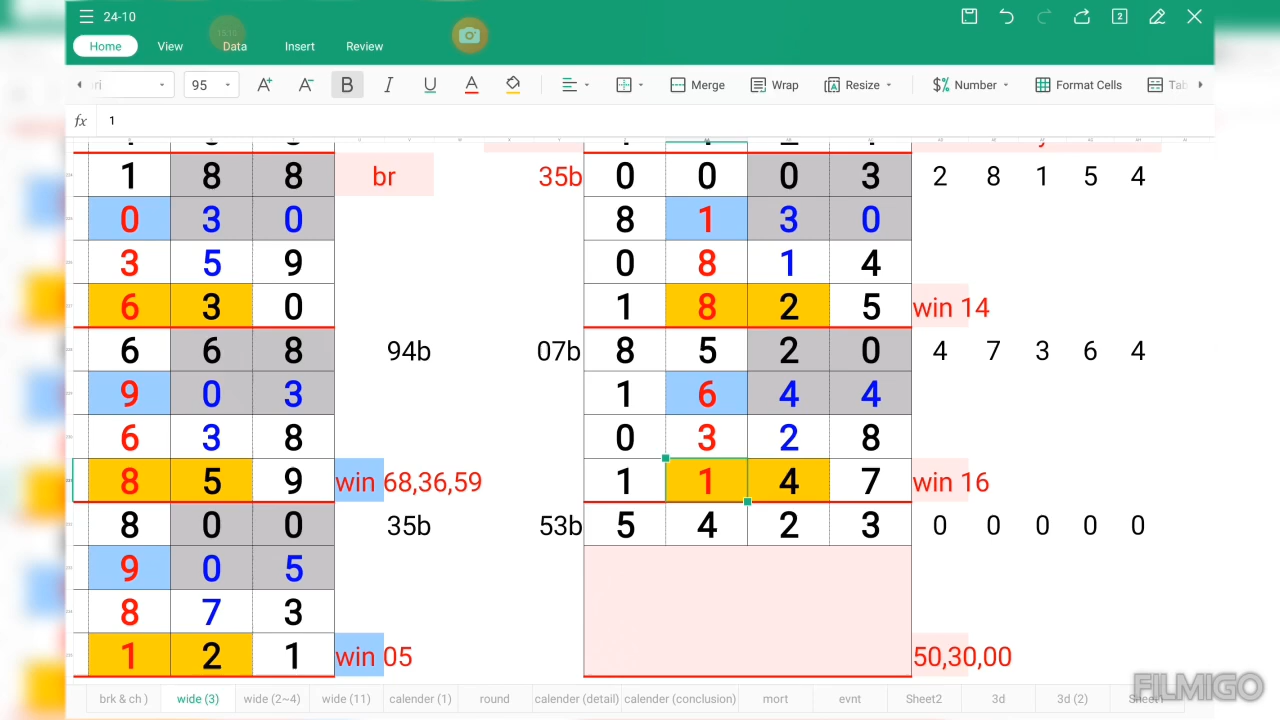 24-10
2
Home View Data Insert Review
95 A+ A- B I U A Merge Wrap Resize $% Number Format Cells Tab
fx 1
1 8 8 br 35b 0 0 0 3 2 8 1 5 4
0 3 0 8 1 3 0
3 5 9 0 8 1 4
6 3 0 1 8 2 5 win 14
6 6 8 94b 07b 8 5 2 0 4 7 3 6 4
9 0 3 1 6 4 4
6 3 8 0 3 2 8
8 5 9 win 68,36,59 1 1 4 7 win 16
8 0 0 35b 53b 5 4 2 3 0 0 0 0 0
9 0 5
8 7 3
1 2 1 win 05 50,30,00
brk & ch ) wide (3) wide (2~4) wide (11) calender (1) round calender (detail) calender (conclusion) mort evnt Sheet2 3d 3d (2) Sheet1
FILMIGO